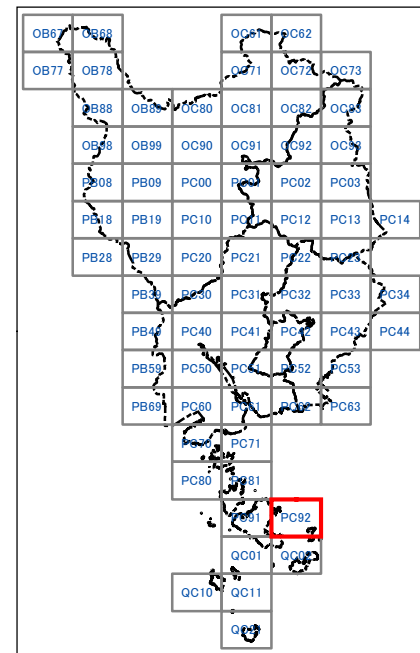 OB67 OB68 OC61 OC62
OB77 OB78 OC71 OC72 OC73
OB88 OB89 OC80 OC81 OC82 OC83
OB98 OB99 OC90 OC91 OC92 OC93
PB08 PB09 PC00 PC01 PC02 PC03
PB18 PB19 PC10 PC11 PC12 PC13 PC14
PB28 PB29 PC20 PC21 PC22 PC23
PB39 PC30 PC31 PC32 PC33 PC34
PB49 PC40 PC41 PC42 PC43 PC44
PB59 PC50 PC51 PC52 PC53
PB69 PC60 PC61 PC62 PC63
PC70 PC71
PC80 PC81
PC91 PC92
QC01 QC02
QC10 QC11
QC21